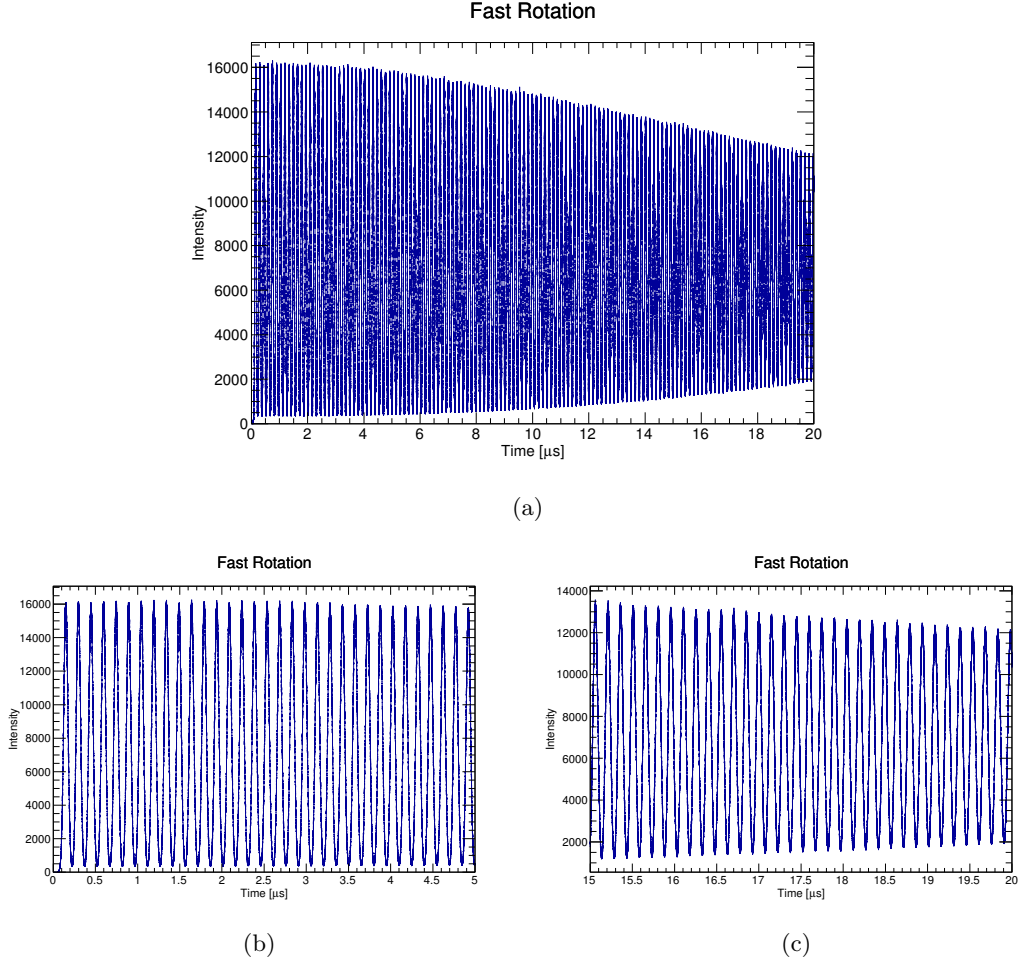 Fast Rotation
Intensity
16000
14000
12000
10000
8000
6000
4000
2000
0
0 2 4 6 8 10 12 14 16 18 20
Time [μs]
(a)
Fast Rotation
Intensity
16000
14000
12000
10000
8000
6000
4000
2000
0
0 0.5 1 1.5 2 2.5 3 3.5 4 4.5 5
Time [μs]
(b)
Fast Rotation
Intensity
14000
12000
10000
8000
6000
4000
2000
15 15.5 16 16.5 17 17.5 18 18.5 19 19.5 20
Time [μs]
(c)